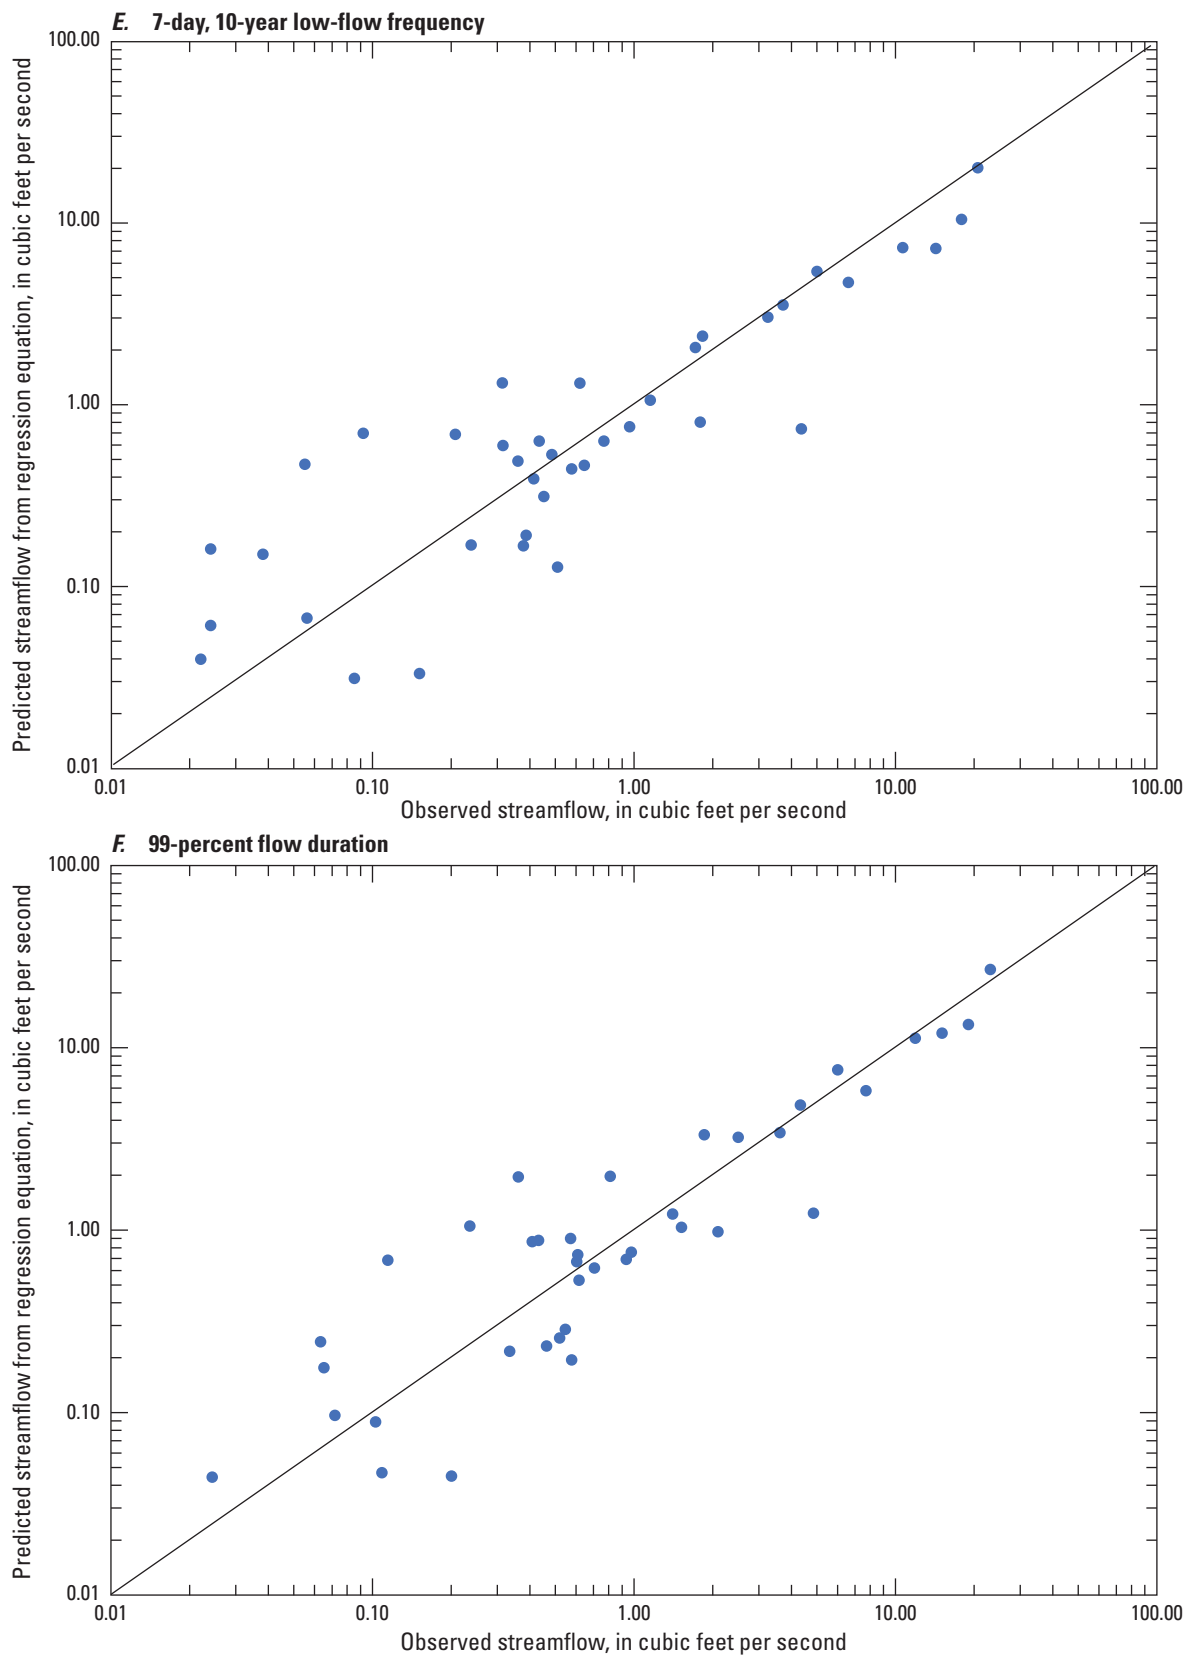 E. 7-day, 10-year low-flow frequency
100.00
10.00
1.00
0.10
0.01
Predicted streamflow from regression equation, in cubic feet per second
0.01 0.10 1.00 10.00 100.00
Observed streamflow, in cubic feet per second
F. 99-percent flow duration
100.00
10.00
1.00
0.10
0.01
Predicted streamflow from regression equation, in cubic feet per second
0.01 0.10 1.00 10.00 100.00
Observed streamflow, in cubic feet per second